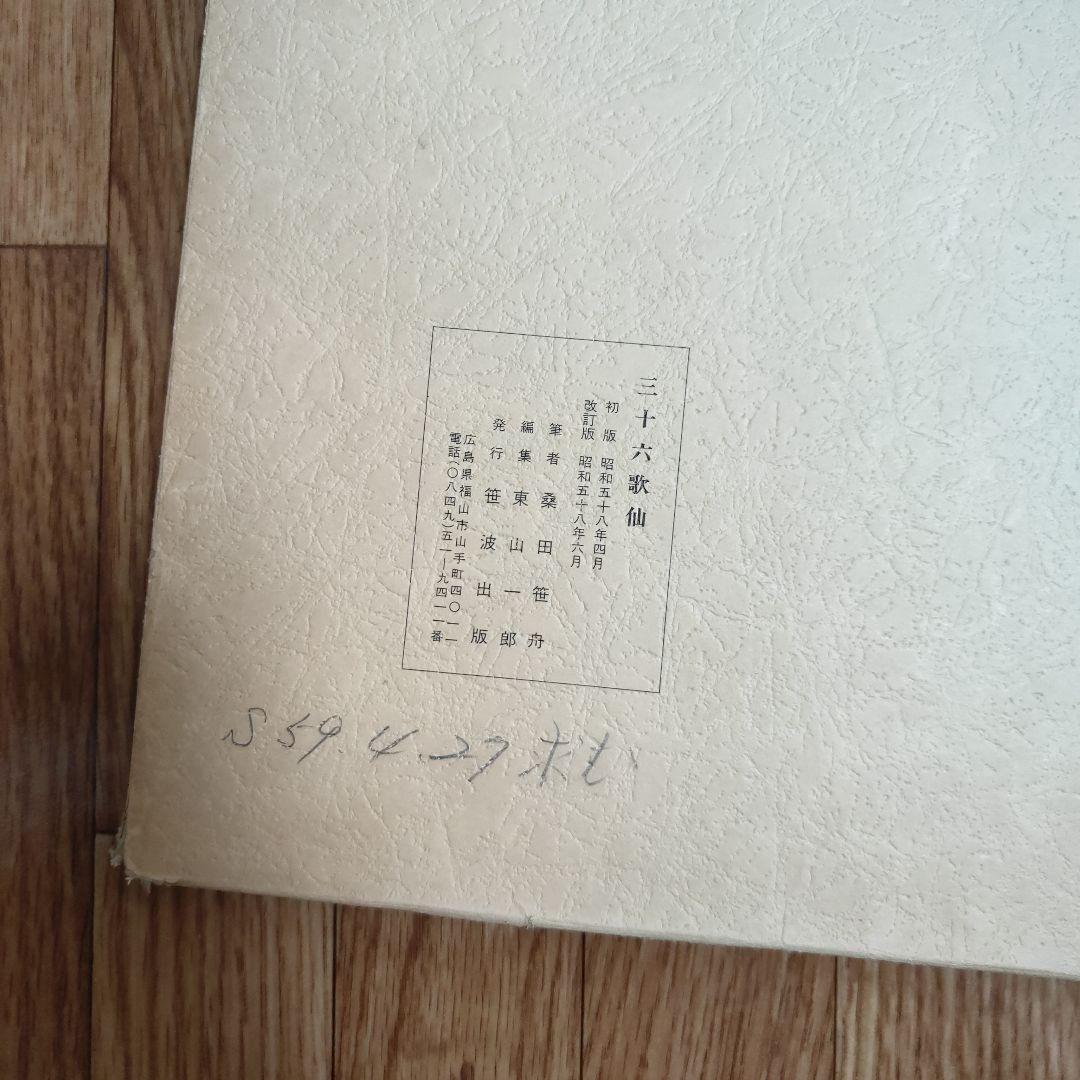 三十六歌仙
初版 昭和五十八年四月
改訂版 昭和五十八年六月
筆者 桑田笹舟
編集 東山一郎
発行 笹波出版
広島県福山市山手町四〇一二
電話(〇八四九)五一―九四一一番
S59.4.27